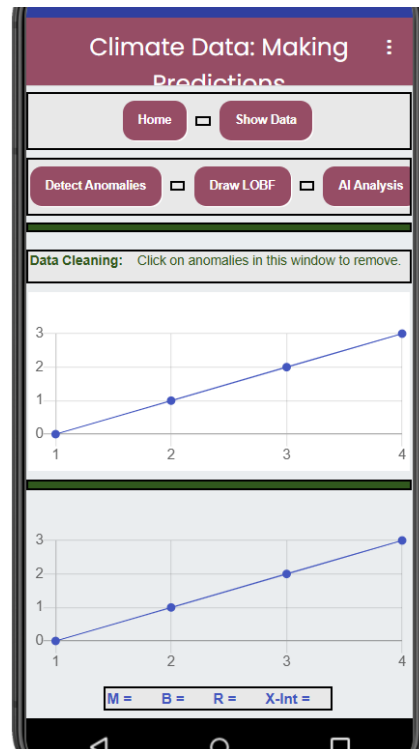 Climate Data: Making
Predictions
Home Show Data
Detect Anomalies Draw LOBF AI Analysis
Data Cleaning: Click on anomalies in this window to remove.
3
2
1
0
1 2 3 4
3
2
1
0
1 2 3 4
M = B = R = X-Int =